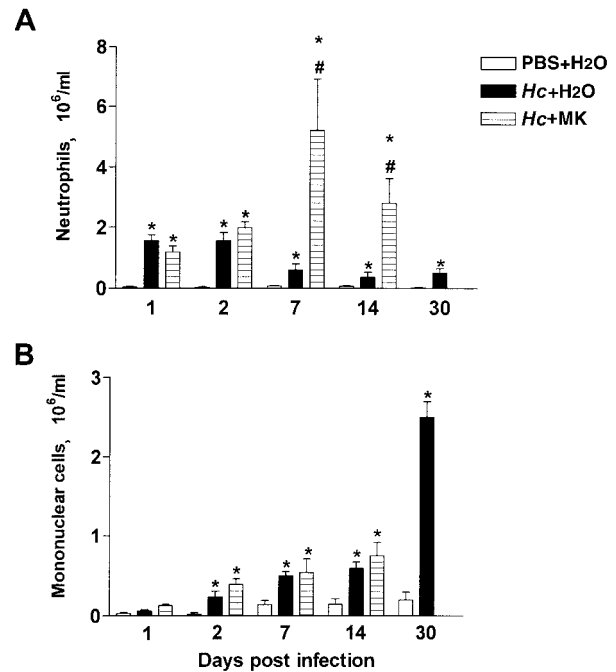 A
Neutrophils, 10⁶/ml
8
6
4
2
0
*
#
*
#
* *
* *
*
*
*
1 2 7 14 30
PBS+H2O
Hc+H2O
Hc+MK
B
Mononuclear cells, 10⁶/ml
3
2
1
0
*
* *
* *
* *
1 2 7 14 30
Days post infection